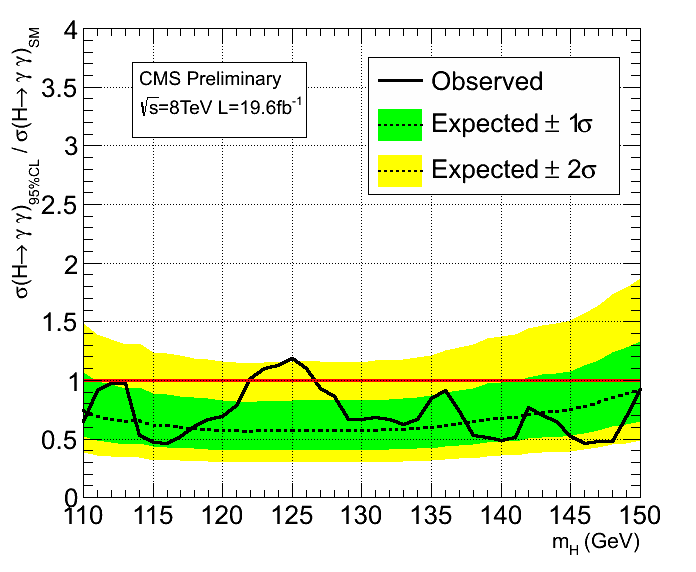 σ(H→ γ γ)95%CL / σ(H→ γ γ)SM
4
3.5
3
2.5
2
1.5
1
0.5
0
CMS Preliminary
√s=8TeV L=19.6fb-1
Observed
Expected ± 1σ
Expected ± 2σ
110 115 120 125 130 135 140 145 150
mH (GeV)